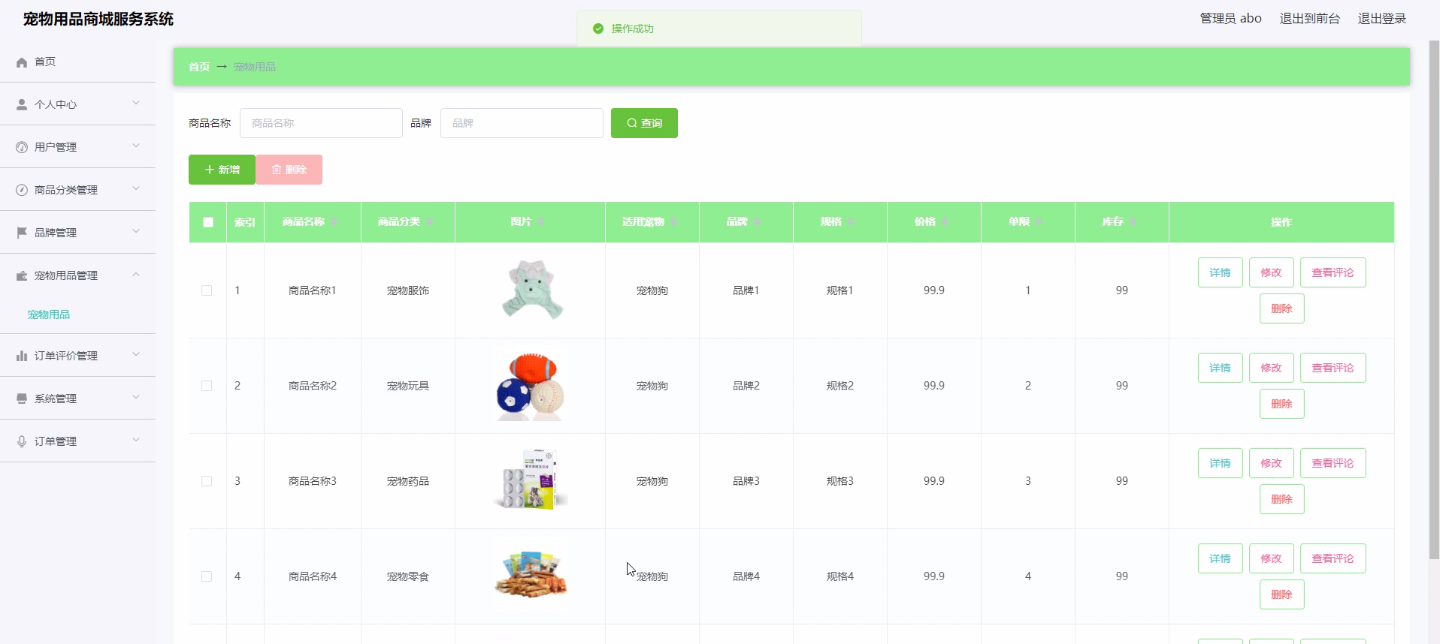 宠物用品商城服务系统
管理员 abo 退出到前台 退出登录
操作成功
首页
个人中心
用户管理
商品分类管理
品牌管理
宠物用品管理
宠物用品
订单评价管理
系统管理
订单管理
首页 → 宠物用品
商品名称 商品名称 品牌 品牌 查询
新增 删除
索引 商品名称 商品分类 图片 适用宠物 品牌 规格 价格 单限 库存 操作
1 商品名称1 宠物服饰 宠物狗 品牌1 规格1 99.9 1 99 详情 修改 查看评论
删除
2 商品名称2 宠物玩具 宠物狗 品牌2 规格2 99.9 2 99 详情 修改 查看评论
删除
3 商品名称3 宠物药品 宠物狗 品牌3 规格3 99.9 3 99 详情 修改 查看评论
删除
4 商品名称4 宠物零食 宠物狗 品牌4 规格4 99.9 4 99 详情 修改 查看评论
删除